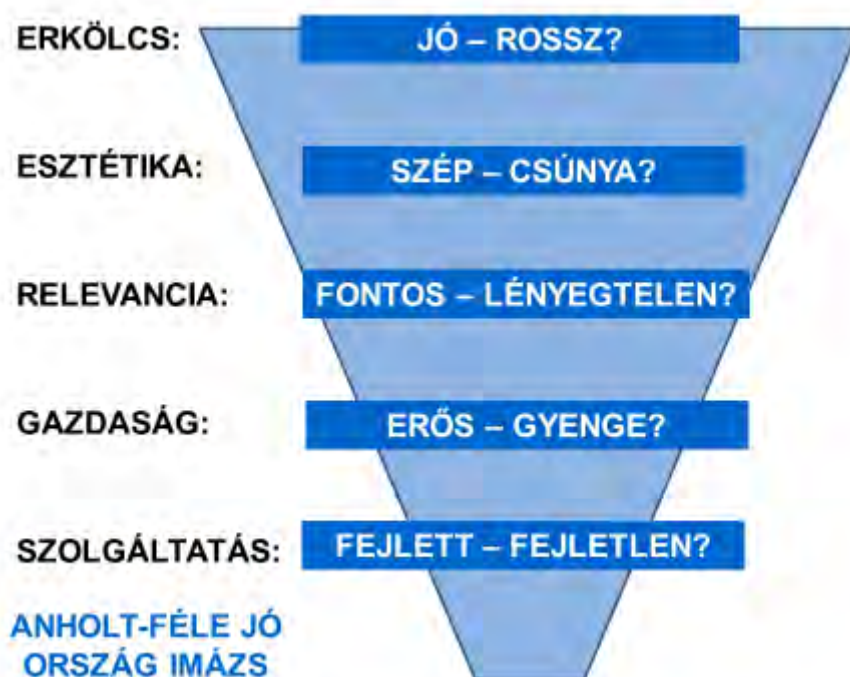 ERKÖLCS: JÓ – ROSSZ?
ESZTÉTIKA: SZÉP – CSÚNYA?
RELEVANCIA: FONTOS – LÉNYEGTELEN?
GAZDASÁG: ERŐS – GYENGE?
SZOLGÁLTATÁS: FEJLETT – FEJLETLEN?
ANHOLT-FÉLE JÓ
ORSZÁG IMÁZS